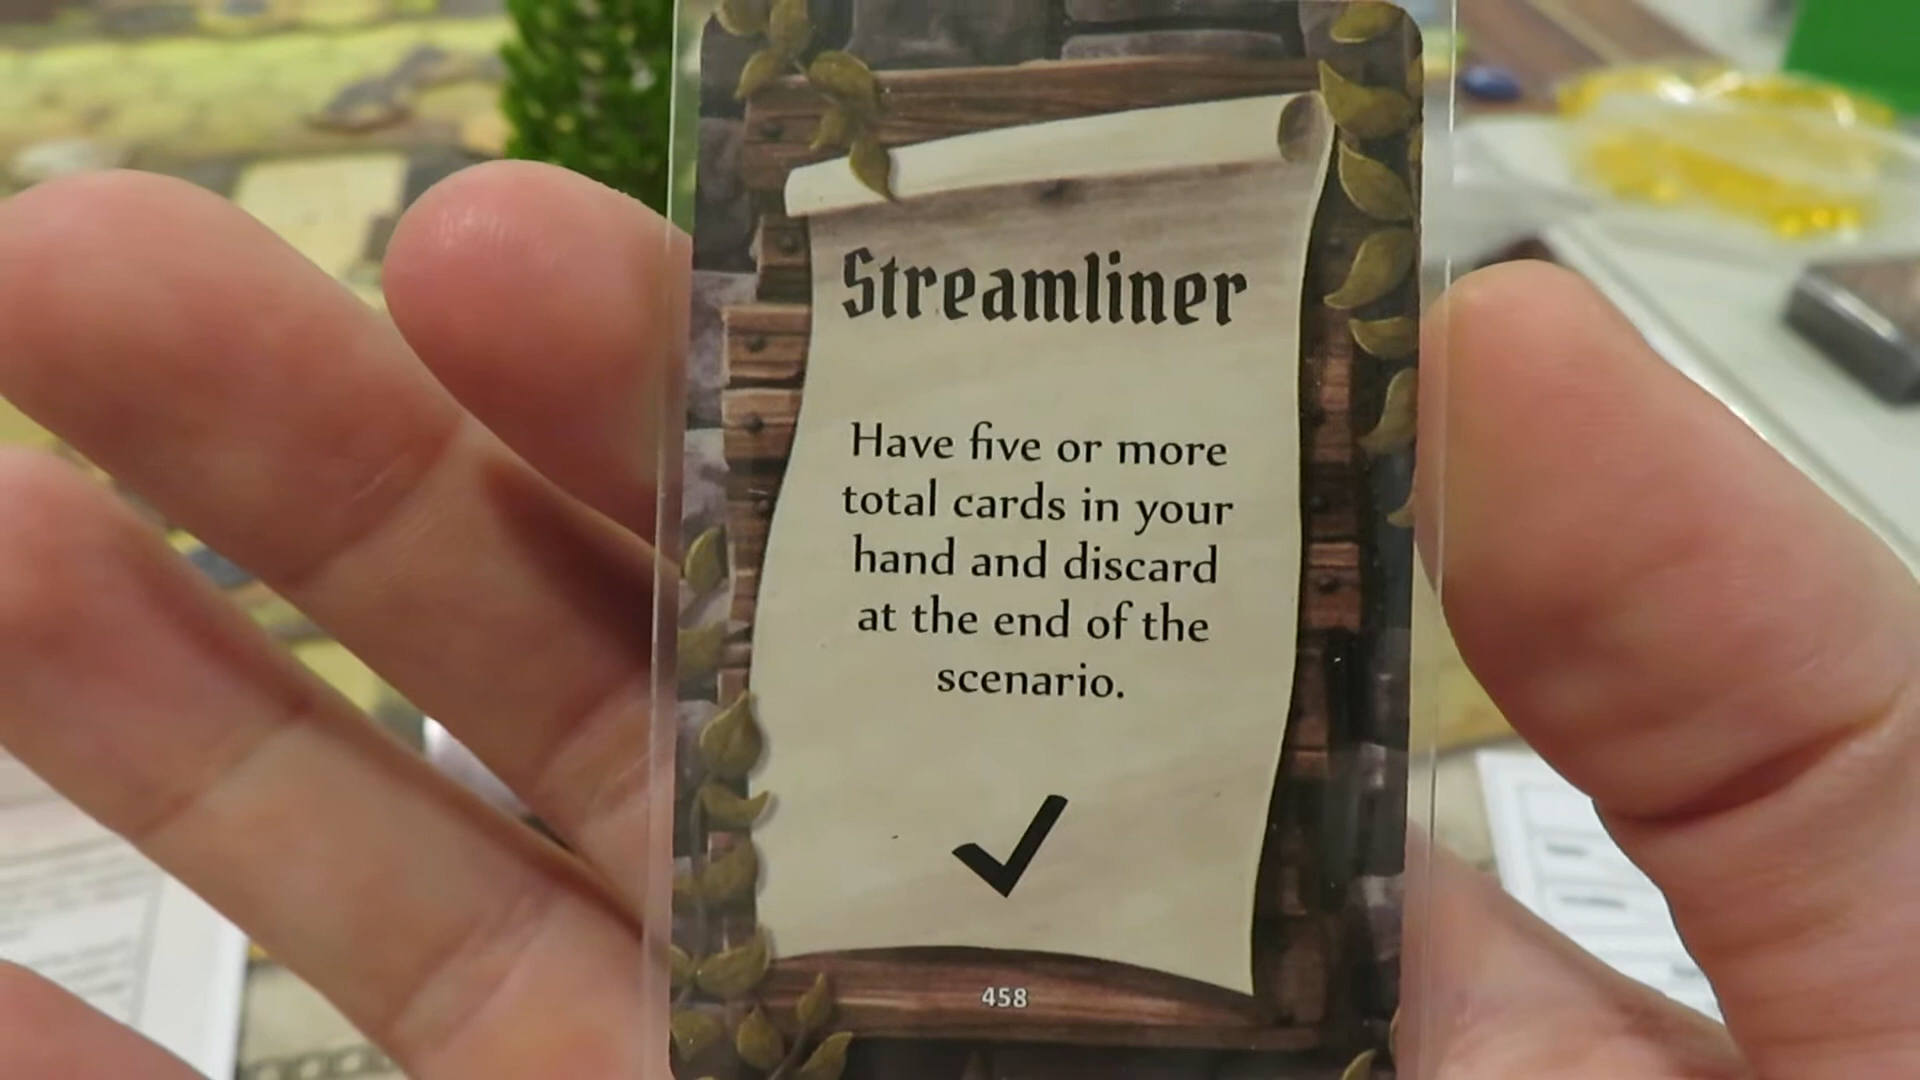 Streamliner
Have five or more
total cards in your
hand and discard
at the end of the
scenario.
458